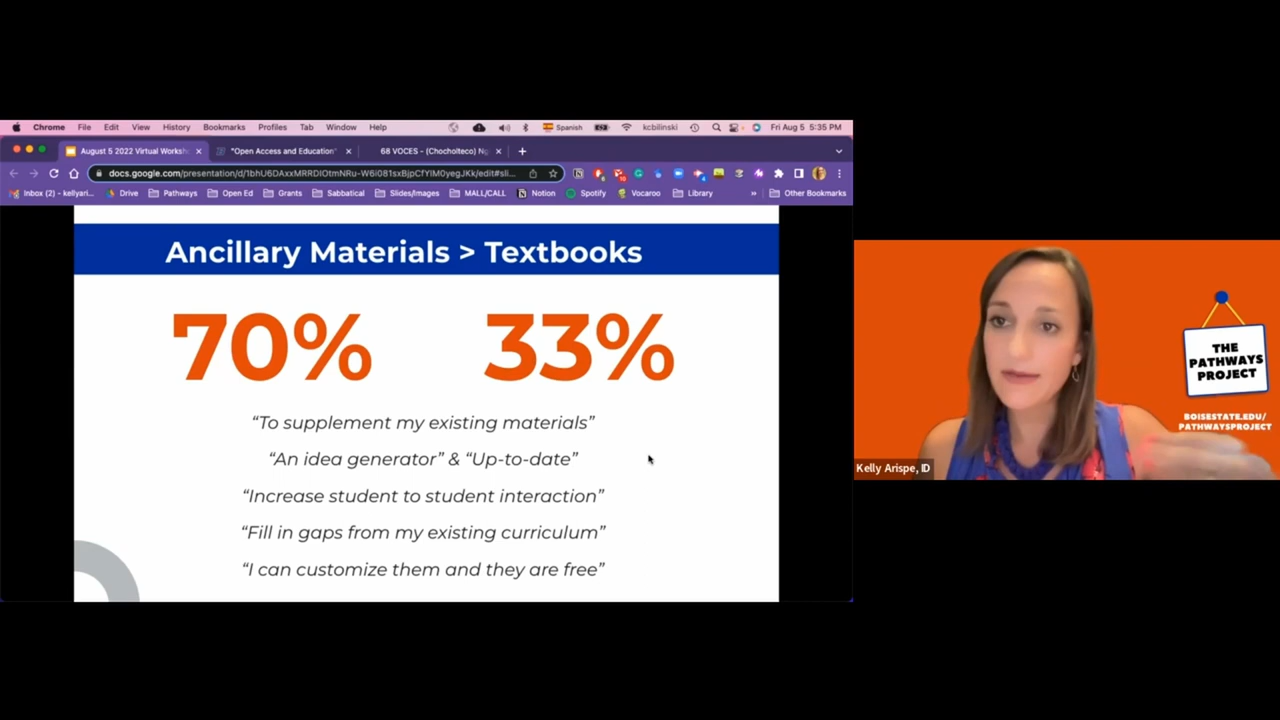 Chrome File Edit View History Bookmarks Profiles Tab Window Help Spanish kcbilinski Fri Aug 5 5:35 PM
August 5 2022 Virtual Worksh "Open Access and Education" 68 VOCES - (Chocholteco) Ng
docs.google.com/presentation/d/1bhU6DAxxMRRDIOtmNRu-W6i081sxBjpCfYlM0yegJKk/edit#sli...
Inbox (52) - kellyari... Drive Pathways Open Ed Grants Sabbatical Slides/Images MALL/CALL Notion Spotify Vocaroo Library » Other Bookmarks
Ancillary Materials > Textbooks
70% 33%
“To supplement my existing materials”
“An idea generator” & “Up-to-date”
“Increase student to student interaction”
“Fill in gaps from my existing curriculum”
“I can customize them and they are free”
THE
PATHWAYS
PROJECT
BOISESTATE.EDU/
PATHWAYSPROJECT
Kelly Arispe, ID